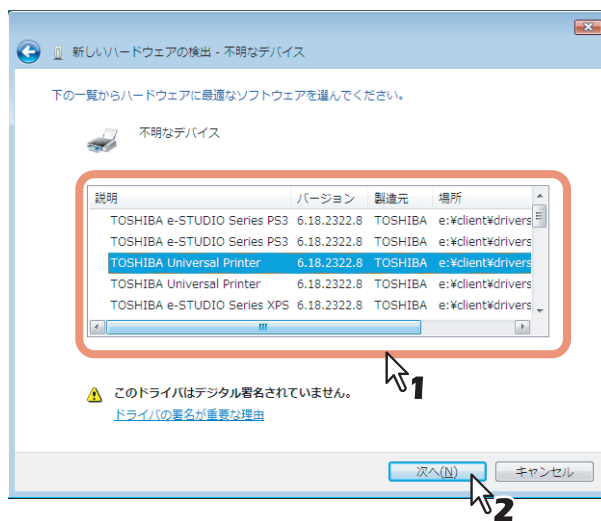 新しいハードウェアの検出 - 不明なデバイス
下の一覧からハードウェアに最適なソフトウェアを選んでください。
不明なデバイス
説明 バージョン 製造元 場所
TOSHIBA e-STUDIO Series PS3 6.18.2322.8 TOSHIBA e:¥client¥drivers
TOSHIBA e-STUDIO Series PS3 6.18.2322.8 TOSHIBA e:¥client¥drivers
TOSHIBA Universal Printer 6.18.2322.8 TOSHIBA e:¥client¥drivers
TOSHIBA Universal Printer 6.18.2322.8 TOSHIBA e:¥client¥drivers
TOSHIBA e-STUDIO Series XPS 6.18.2322.8 TOSHIBA e:¥client¥drivers
1
このドライバはデジタル署名されていません。
ドライバの署名が重要な理由
次へ(N) キャンセル
2